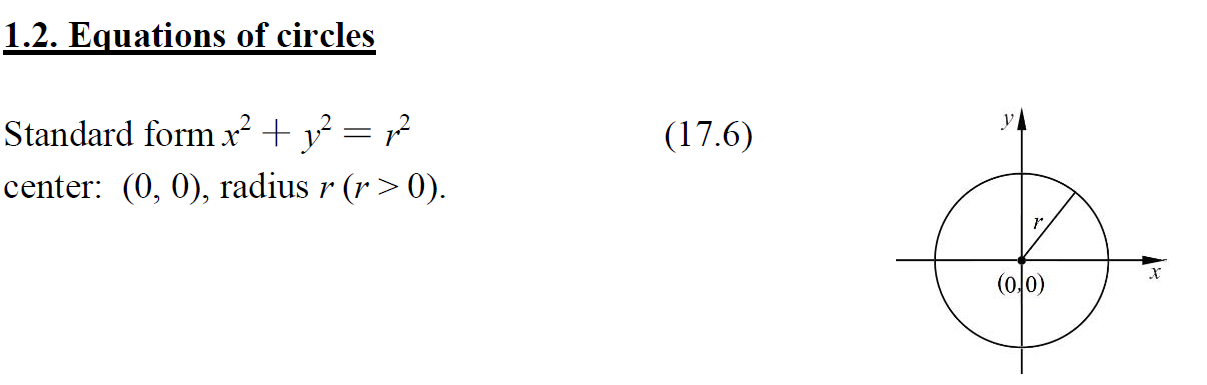 1.2. Equations of circles
Standard form x² + y² = r² (17.6)
center: (0, 0), radius r (r > 0).
y
r
x
(0,0)